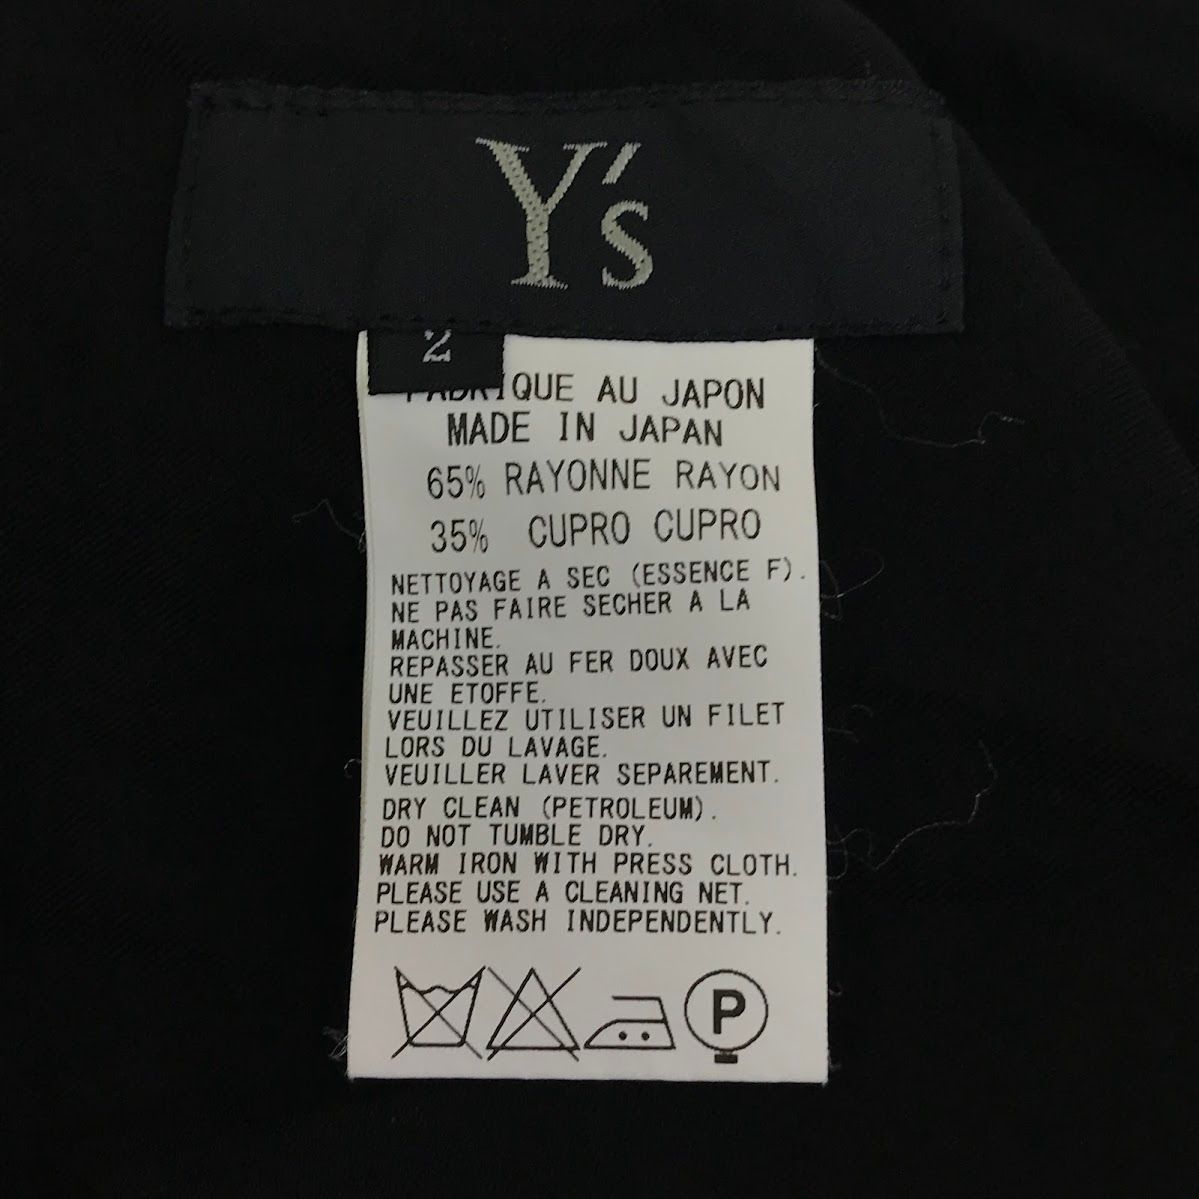 Y's
2
FABRIQUE AU JAPON
MADE IN JAPAN
65% RAYONNE RAYON
35% CUPRO CUPRO
NETTOYAGE A SEC (ESSENCE F).
NE PAS FAIRE SECHER A LA
MACHINE.
REPASSER AU FER DOUX AVEC
UNE ETOFFE.
VEUILLEZ UTILISER UN FILET
LORS DU LAVAGE.
VEUILLER LAVER SEPAREMENT.
DRY CLEAN (PETROLEUM).
DO NOT TUMBLE DRY.
WARM IRON WITH PRESS CLOTH.
PLEASE USE A CLEANING NET.
PLEASE WASH INDEPENDENTLY.
P